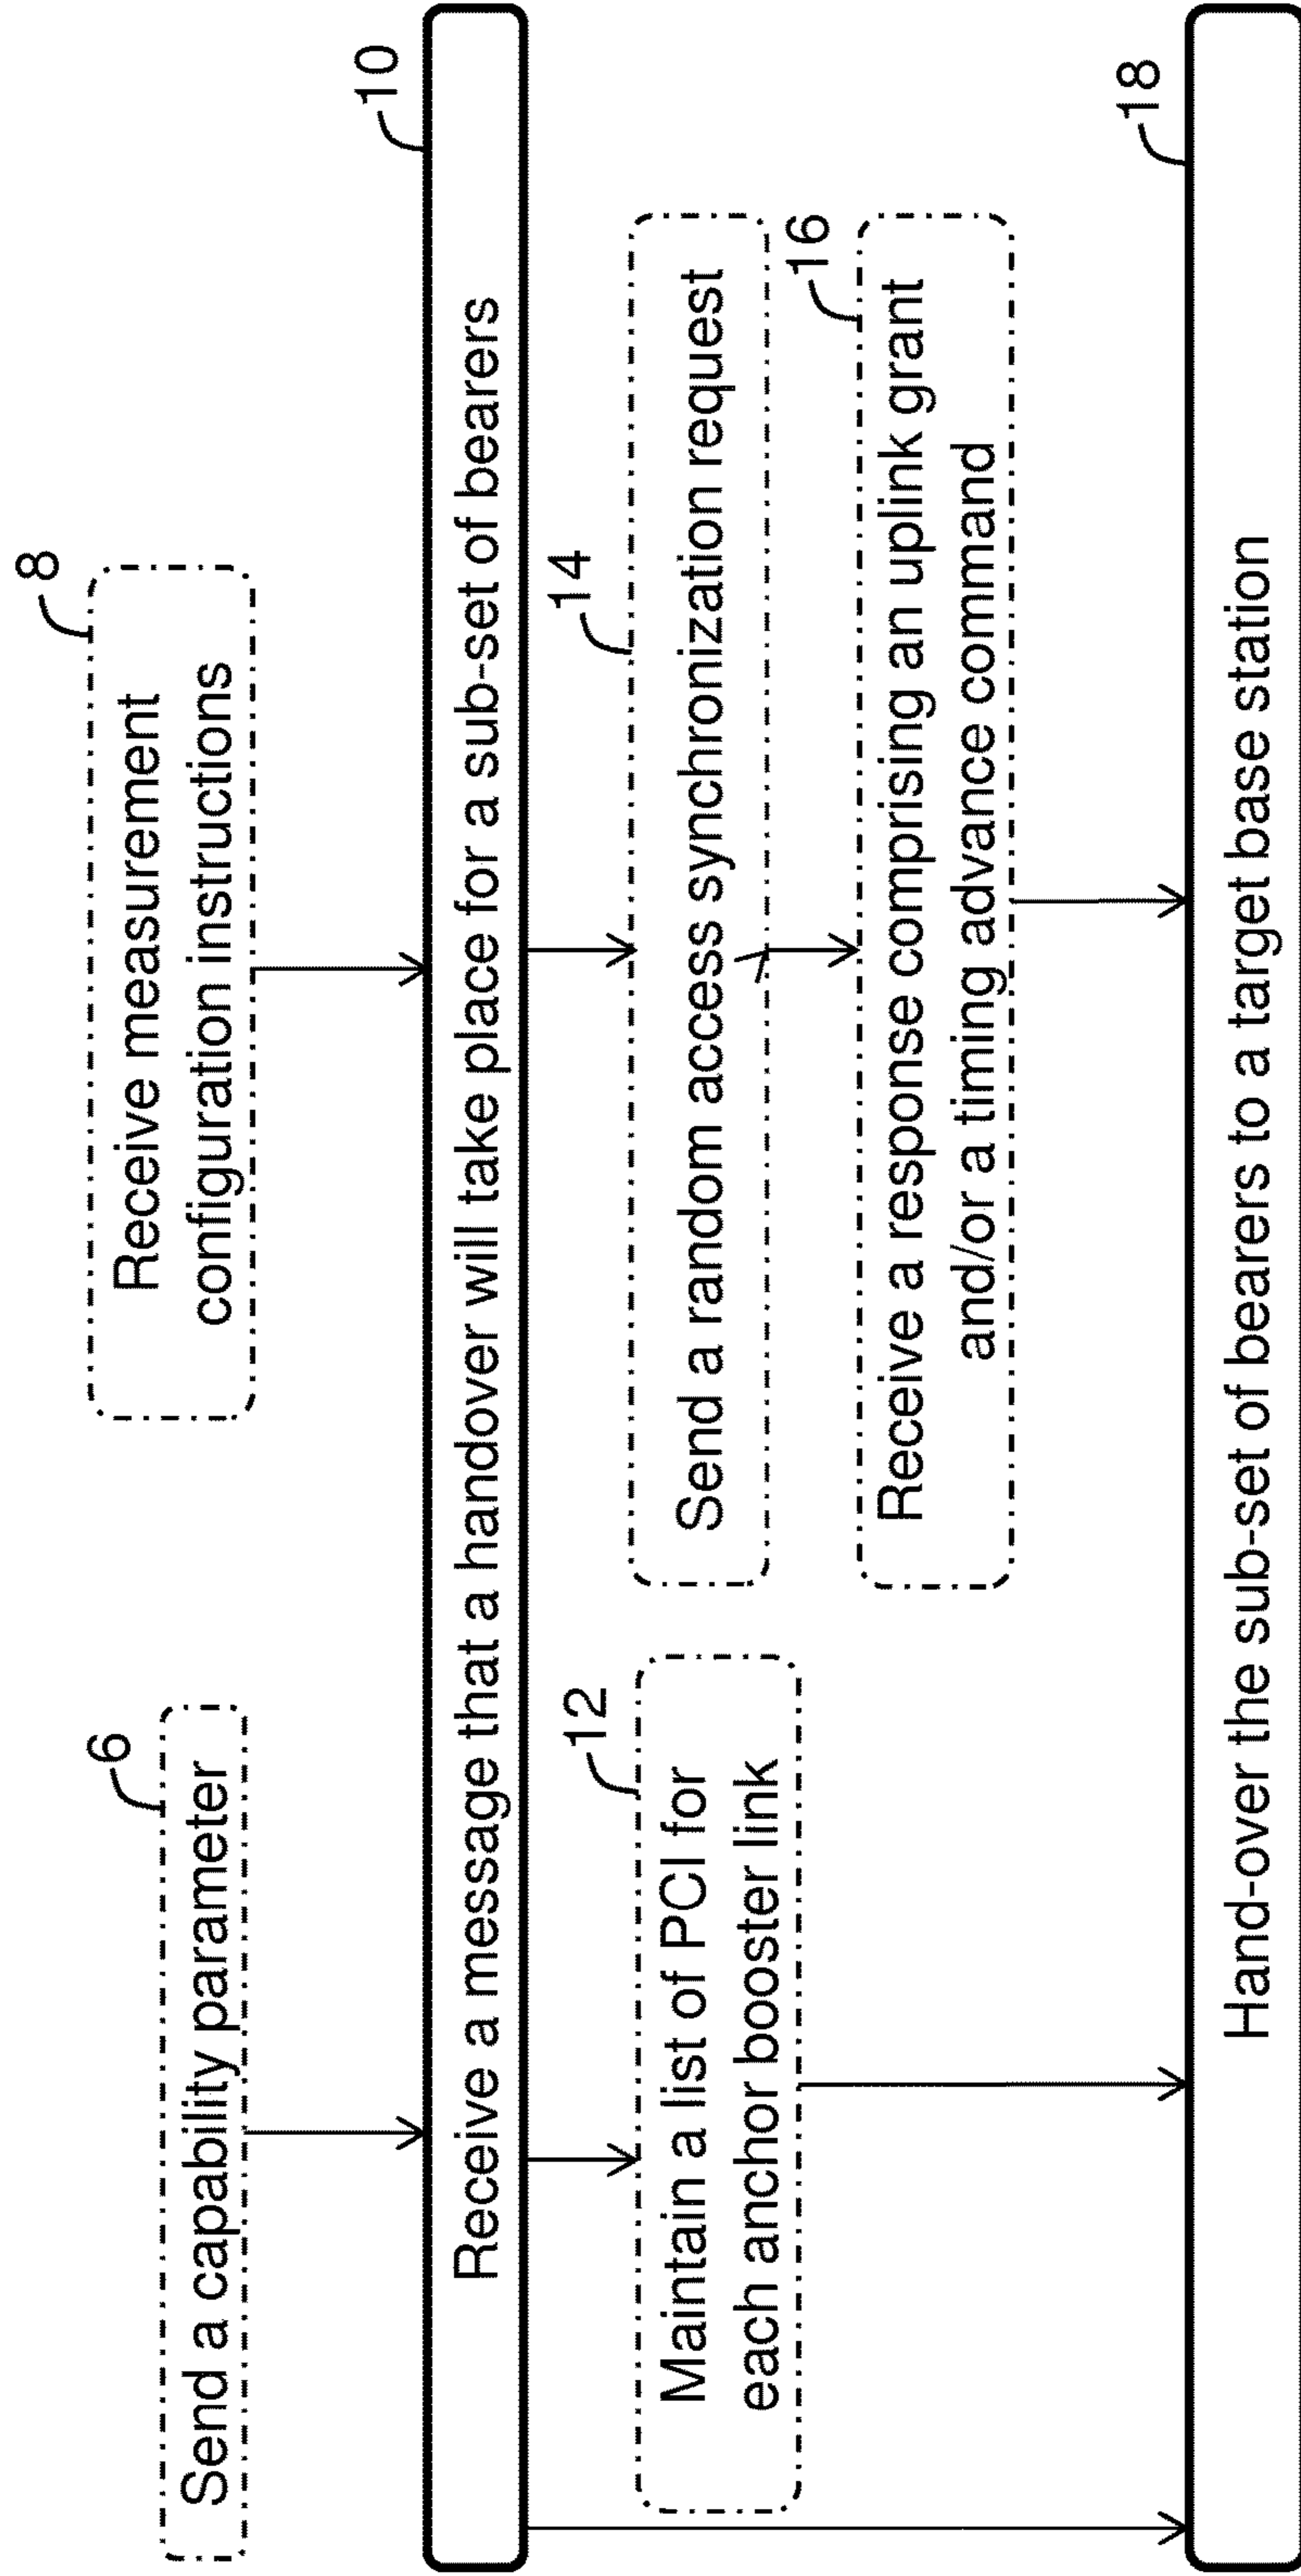 6
Send a capability parameter
8
Receive measurement
configuration instructions
10
Receive a message that a handover will take place for a sub-set of bearers
12
Maintain a list of PCI for
each anchor booster link
14
Send a random access synchronization request
16
Receive a response comprising an uplink grant
and/or a timing advance command
18
Hand-over the sub-set of bearers to a target base station